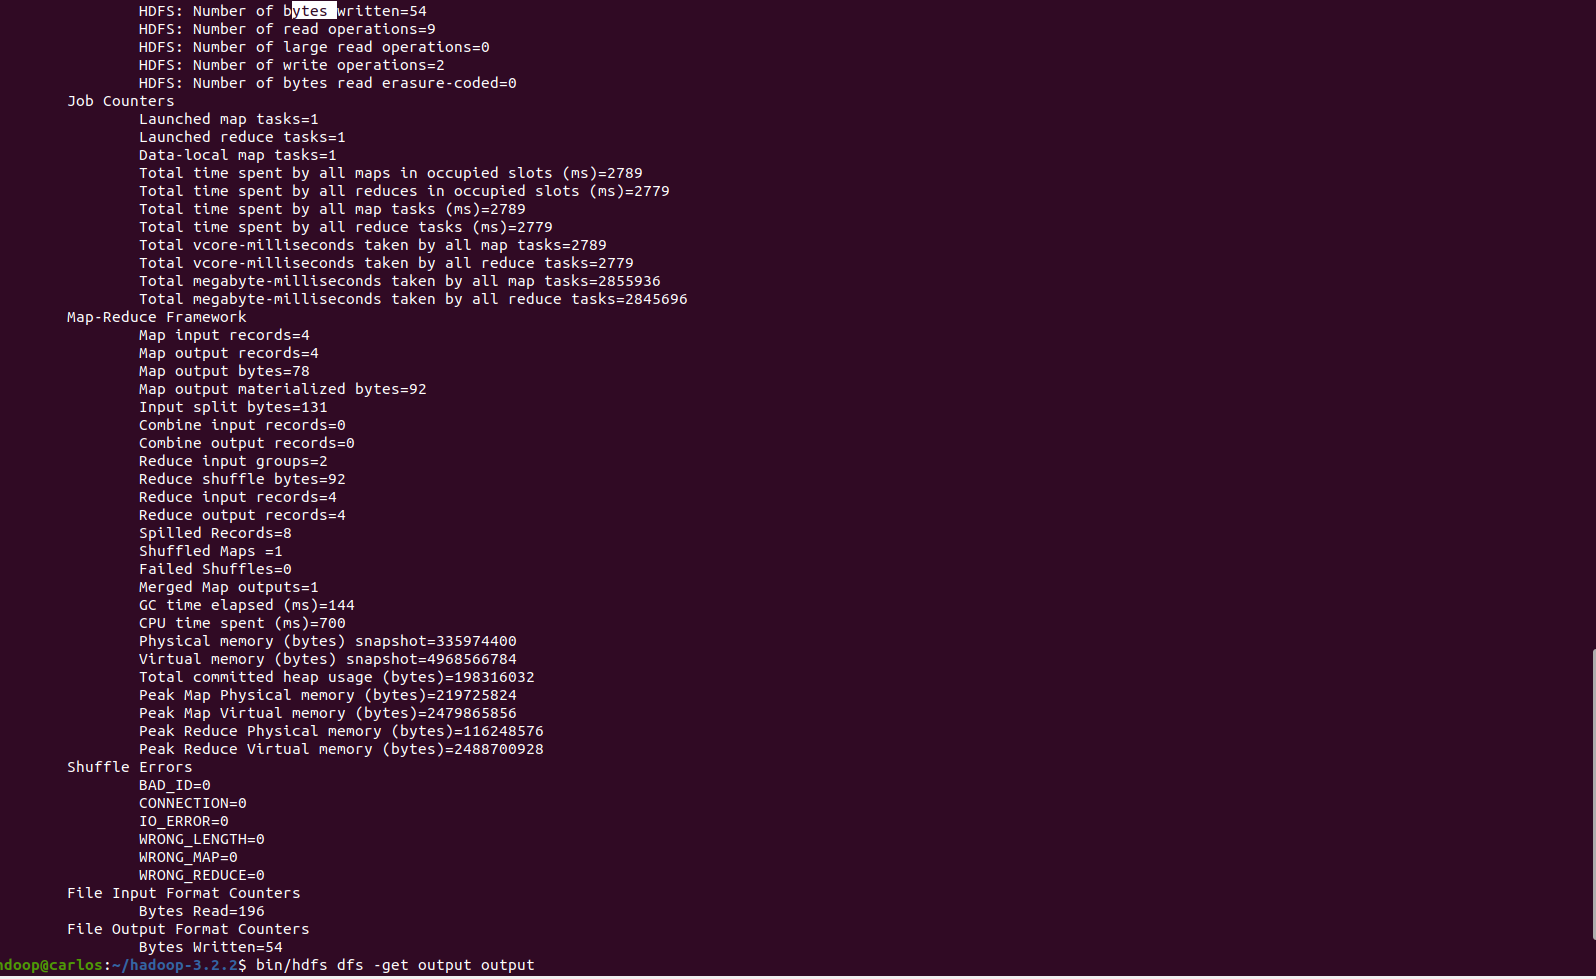 HDFS: Number of bytes written=54
HDFS: Number of read operations=9
HDFS: Number of large read operations=0
HDFS: Number of write operations=2
HDFS: Number of bytes read erasure-coded=0
Job Counters
Launched map tasks=1
Launched reduce tasks=1
Data-local map tasks=1
Total time spent by all maps in occupied slots (ms)=2789
Total time spent by all reduces in occupied slots (ms)=2779
Total time spent by all map tasks (ms)=2789
Total time spent by all reduce tasks (ms)=2779
Total vcore-milliseconds taken by all map tasks=2789
Total vcore-milliseconds taken by all reduce tasks=2779
Total megabyte-milliseconds taken by all map tasks=2855936
Total megabyte-milliseconds taken by all reduce tasks=2845696
Map-Reduce Framework
Map input records=4
Map output records=4
Map output bytes=78
Map output materialized bytes=92
Input split bytes=131
Combine input records=0
Combine output records=0
Reduce input groups=2
Reduce shuffle bytes=92
Reduce input records=4
Reduce output records=4
Spilled Records=8
Shuffled Maps =1
Failed Shuffles=0
Merged Map outputs=1
GC time elapsed (ms)=144
CPU time spent (ms)=700
Physical memory (bytes) snapshot=335974400
Virtual memory (bytes) snapshot=4968566784
Total committed heap usage (bytes)=198316032
Peak Map Physical memory (bytes)=219725824
Peak Map Virtual memory (bytes)=2479865856
Peak Reduce Physical memory (bytes)=116248576
Peak Reduce Virtual memory (bytes)=2488700928
Shuffle Errors
BAD_ID=0
CONNECTION=0
IO_ERROR=0
WRONG_LENGTH=0
WRONG_MAP=0
WRONG_REDUCE=0
File Input Format Counters
Bytes Read=196
File Output Format Counters
Bytes Written=54
adoop@carlos:~/hadoop-3.2.2$ bin/hdfs dfs -get output output